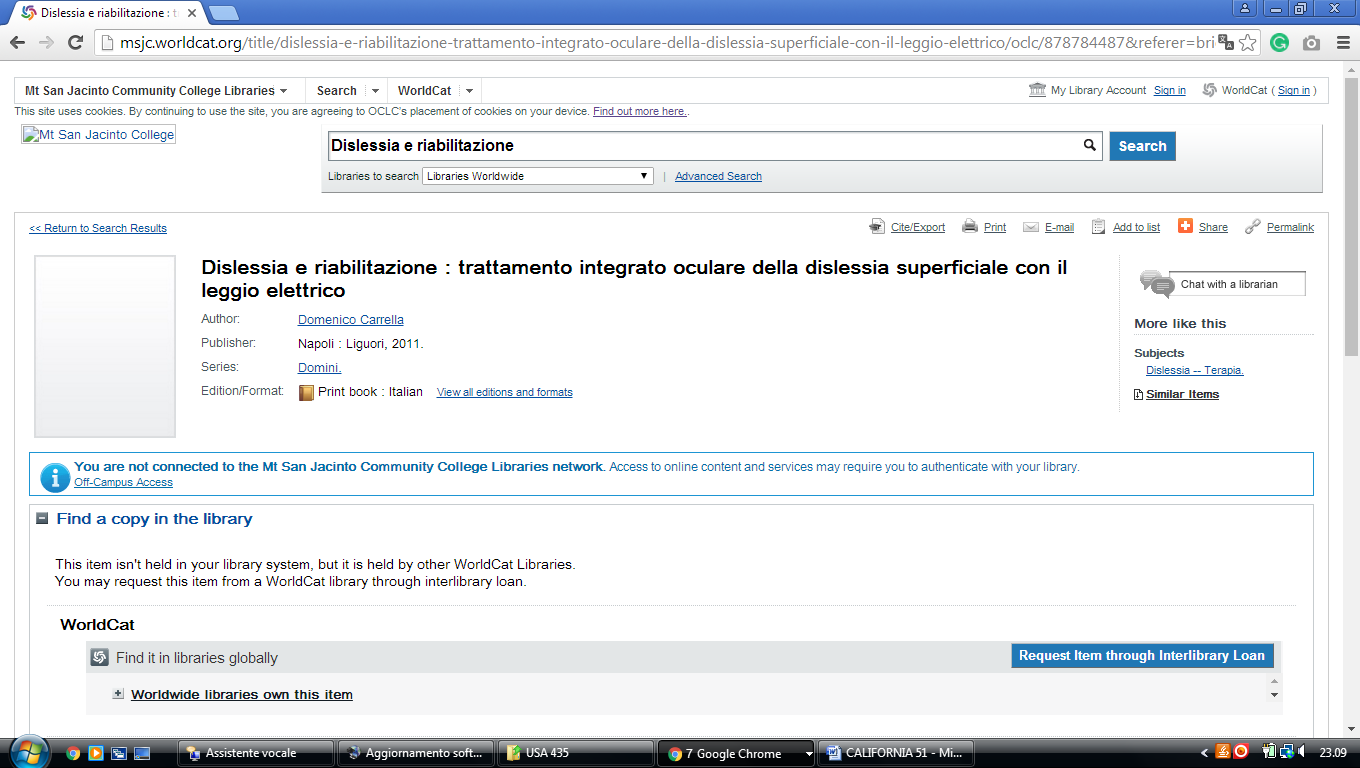 Dislessia e riabilitazione : t
msjc.worldcat.org/title/dislessia-e-riabilitazione-trattamento-integrato-oculare-della-dislessia-superficiale-con-il-leggio-elettrico/oclc/878784487&referer=bri
Mt San Jacinto Community College Libraries Search WorldCat My Library Account Sign in WorldCat ( Sign in )
This site uses cookies. By continuing to use the site, you are agreeing to OCLC's placement of cookies on your device. Find out more here..
Mt San Jacinto College
Dislessia e riabilitazione Search
Libraries to search Libraries Worldwide | Advanced Search
<< Return to Search Results Cite/Export Print E-mail Add to list Share Permalink
Dislessia e riabilitazione : trattamento integrato oculare della dislessia superficiale con il
leggio elettrico
Author: Domenico Carrella
Publisher: Napoli : Liguori, 2011.
Series: Domini.
Edition/Format: Print book : Italian View all editions and formats
Chat with a librarian
More like this
Subjects
Dislessia -- Terapia.
Similar Items
You are not connected to the Mt San Jacinto Community College Libraries network. Access to online content and services may require you to authenticate with your library.
Off-Campus Access
Find a copy in the library
This item isn't held in your library system, but it is held by other WorldCat Libraries.
You may request this item from a WorldCat library through interlibrary loan.
WorldCat
Find it in libraries globally Request Item through Interlibrary Loan
Worldwide libraries own this item
Assistente vocale Aggiornamento soft... USA 435 7 Google Chrome CALIFORNIA 51 - Mi... 23.09